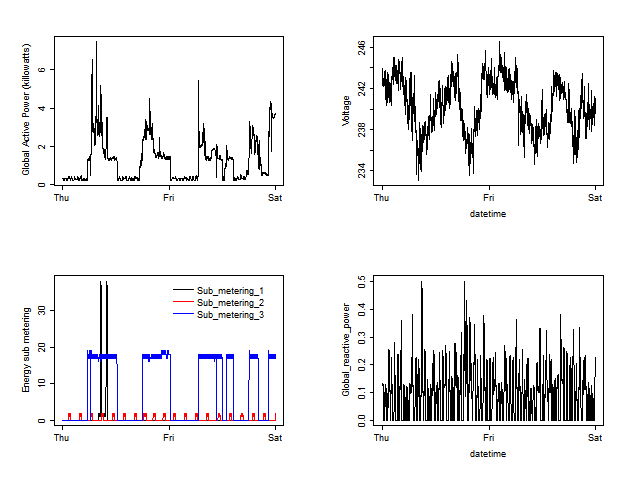 Global Active Power (kilowatts)
0 2 4 6
Thu Fri Sat
Voltage
234 238 242 246
Thu Fri Sat
datetime
Energy sub metering
0 10 20 30
Sub_metering_1
Sub_metering_2
Sub_metering_3
Thu Fri Sat
Global_reactive_power
0.0 0.1 0.2 0.3 0.4 0.5
Thu Fri Sat
datetime